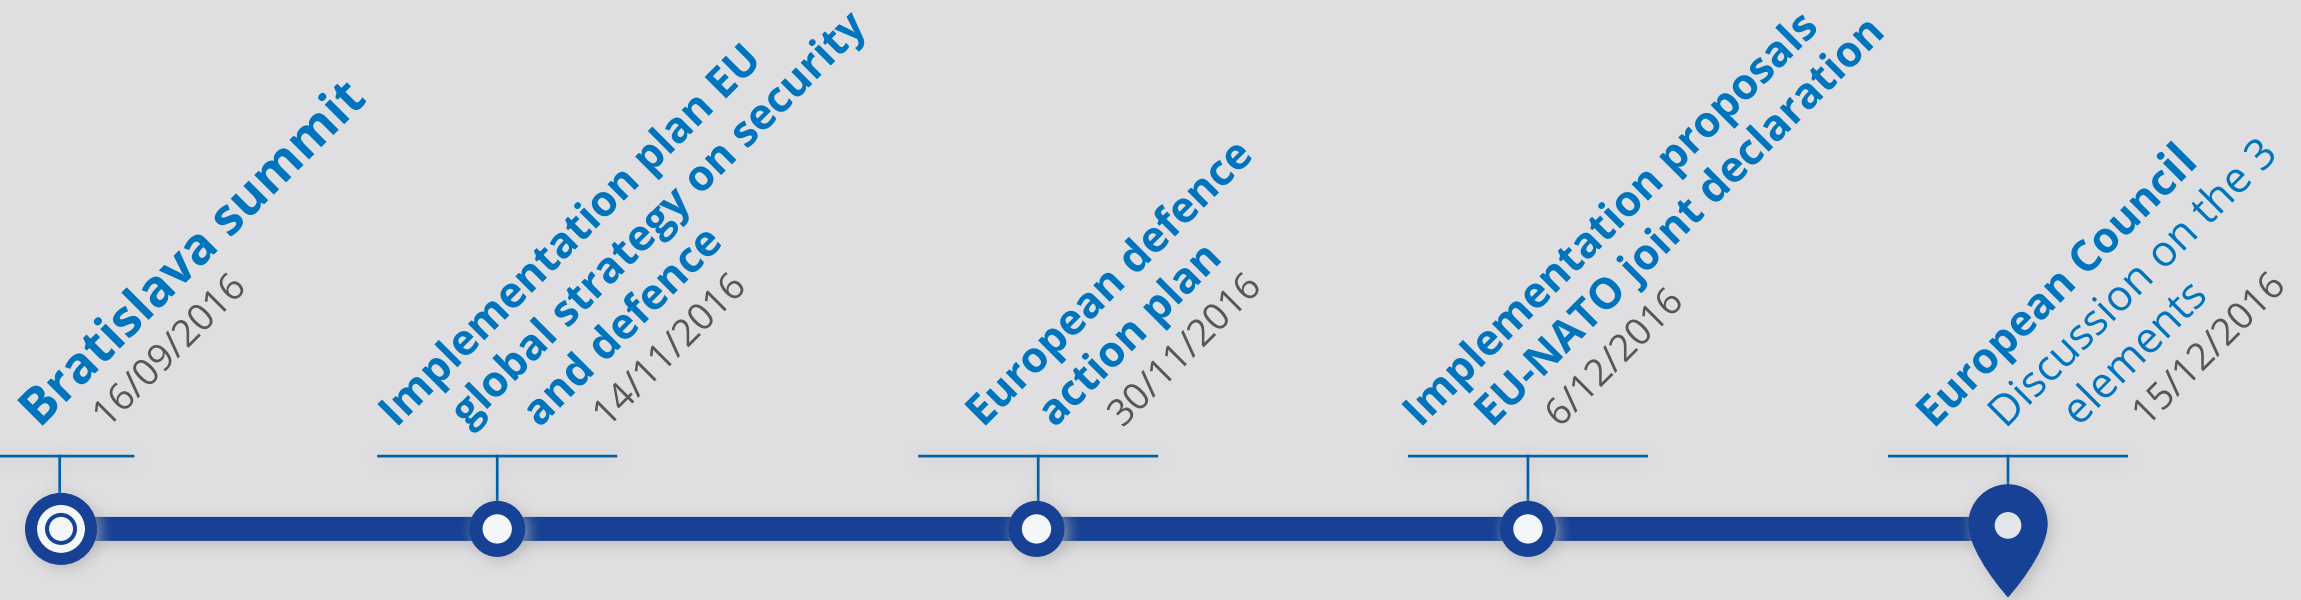 Bratislava summit
16/09/2016
Implementation plan EU
global strategy on security
and defence
14/11/2016
European defence
action plan
30/11/2016
Implementation proposals
EU-NATO joint declaration
6/12/2016
European Council
Discussion on the 3
elements
15/12/2016